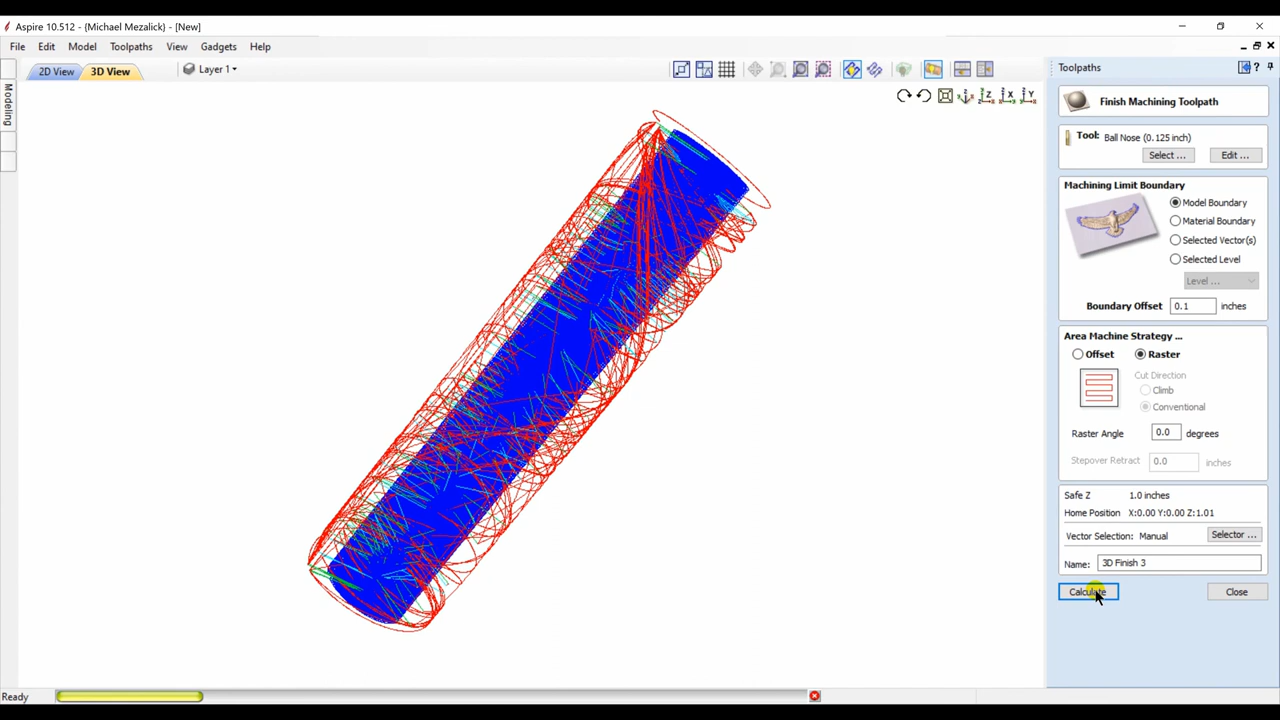 Aspire 10.512 - {Michael Mezalick} - [New]
File Edit Model Toolpaths View Gadgets Help
2D View 3D View Layer 1
Modeling
Z X Y
Toolpaths
Finish Machining Toolpath
Tool: Ball Nose (0.125 inch)
Select ... Edit ...
Machining Limit Boundary
Model Boundary
Material Boundary
Selected Vector(s)
Selected Level
Level ...
Boundary Offset 0.1 inches
Area Machine Strategy ...
Offset Raster
Cut Direction
Climb
Conventional
Raster Angle 0.0 degrees
Stepover Retract 0.0 inches
Safe Z 1.0 inches
Home Position X:0.00 Y:0.00 Z:1.01
Vector Selection: Manual Selector ...
Name: 3D Finish 3
Calculate Close
Ready